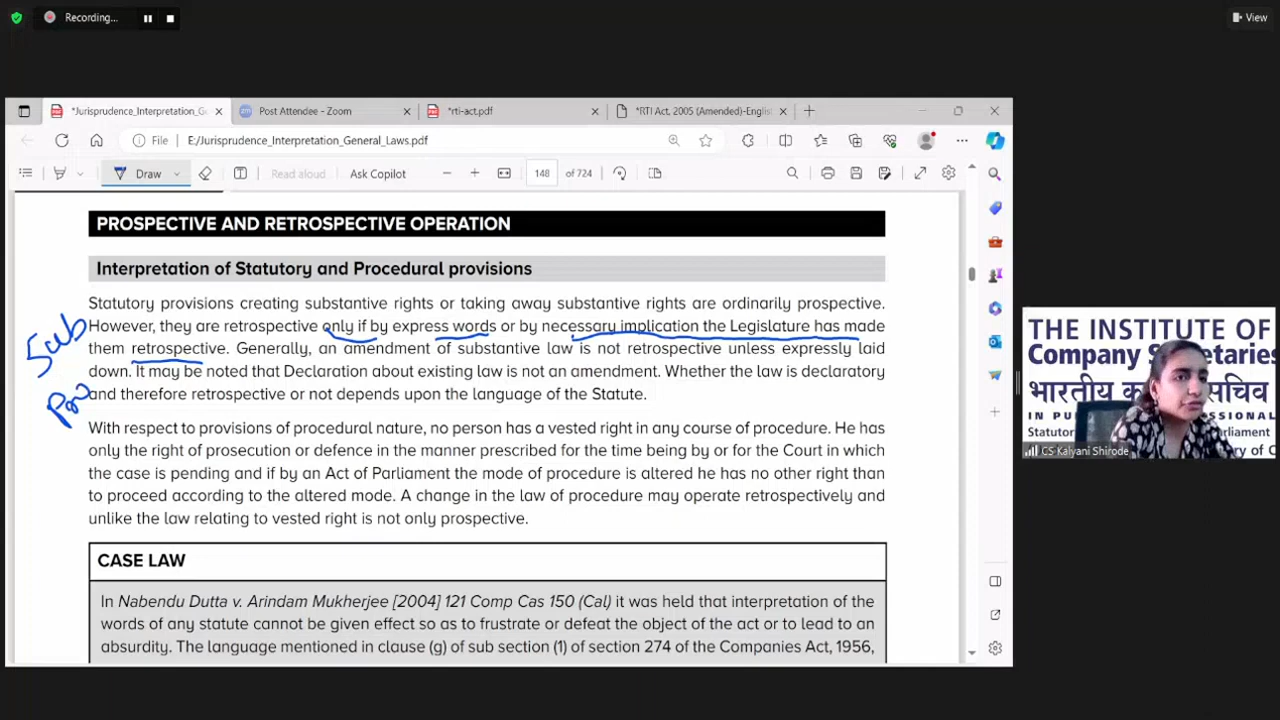 Recording...
View
*Jurisprudence_Interpretation_Ge
Post Attendee - Zoom
*rti-act.pdf
*RTI Act, 2005 (Amended)-Englis
File
E:/Jurisprudence_Interpretation_General_Laws.pdf
Draw
Read aloud
Ask Copilot
148
of 724
PROSPECTIVE AND RETROSPECTIVE OPERATION
Interpretation of Statutory and Procedural provisions
Statutory provisions creating substantive rights or taking away substantive rights are ordinarily prospective.
However, they are retrospective only if by express words or by necessary implication the Legislature has made
them retrospective. Generally, an amendment of substantive law is not retrospective unless expressly laid
down. It may be noted that Declaration about existing law is not an amendment. Whether the law is declaratory
and therefore retrospective or not depends upon the language of the Statute.
Sub
Pro
With respect to provisions of procedural nature, no person has a vested right in any course of procedure. He has
only the right of prosecution or defence in the manner prescribed for the time being by or for the Court in which
the case is pending and if by an Act of Parliament the mode of procedure is altered he has no other right than
to proceed according to the altered mode. A change in the law of procedure may operate retrospectively and
unlike the law relating to vested right is not only prospective.
CASE LAW
In Nabendu Dutta v. Arindam Mukherjee [2004] 121 Comp Cas 150 (Cal) it was held that interpretation of the
words of any statute cannot be given effect so as to frustrate or defeat the object of the act or to lead to an
absurdity. The language mentioned in clause (g) of sub section (1) of section 274 of the Companies Act, 1956,
THE INSTITUTE OF
Company Secretaries
भारतीय सचिव
IN PU
Statutor
CS Kalyani Shirode